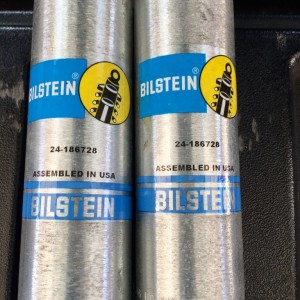 BILSTEIN®
24-186728
ASSEMBLED IN USA
BILSTEIN
BILSTEIN®
24-186728
ASSEMBLED IN USA
BILSTEIN